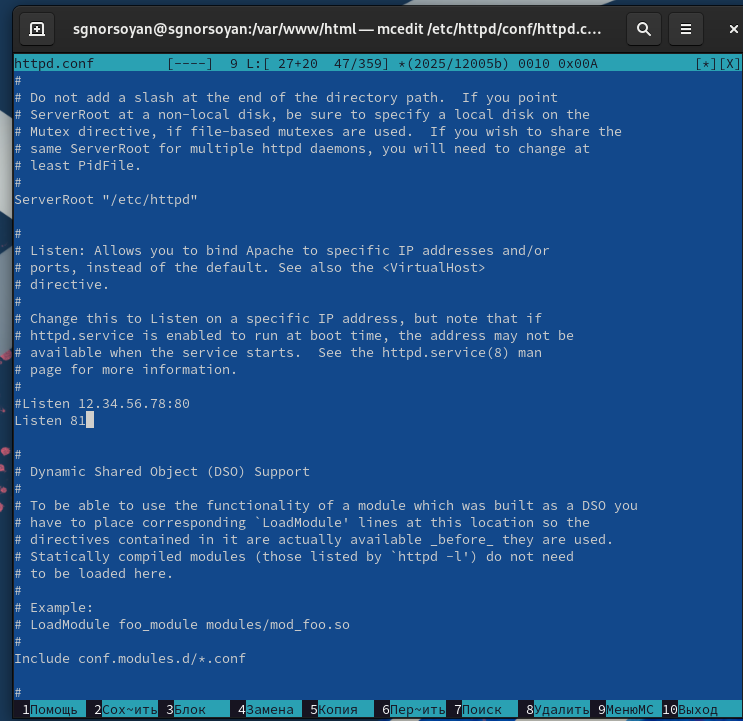 sgnorsoyan@sgnorsoyan:/var/www/html — mcedit /etc/httpd/conf/httpd.c…
httpd.conf [----] 9 L:[ 27+20 47/359] *(2025/12005b) 0010 0x00A [*][X]
#
# Do not add a slash at the end of the directory path.  If you point
# ServerRoot at a non-local disk, be sure to specify a local disk on the
# Mutex directive, if file-based mutexes are used.  If you wish to share the
# same ServerRoot for multiple httpd daemons, you will need to change at
# least PidFile.
#
ServerRoot "/etc/httpd"
#
# Listen: Allows you to bind Apache to specific IP addresses and/or
# ports, instead of the default. See also the <VirtualHost>
# directive.
#
# Change this to Listen on a specific IP address, but note that if
# httpd.service is enabled to run at boot time, the address may not be
# available when the service starts.  See the httpd.service(8) man
# page for more information.
#
#Listen 12.34.56.78:80
Listen 81
#
# Dynamic Shared Object (DSO) Support
#
# To be able to use the functionality of a module which was built as a DSO you
# have to place corresponding `LoadModule' lines at this location so the
# directives contained in it are actually available _before_ they are used.
# Statically compiled modules (those listed by `httpd -l') do not need
# to be loaded here.
#
# Example:
# LoadModule foo_module modules/mod_foo.so
#
Include conf.modules.d/*.conf
#
1Помощь 2Сох~ить 3Блок 4Замена 5Копия 6Пер~ить 7Поиск 8Удалить 9МенюMC 10Выход